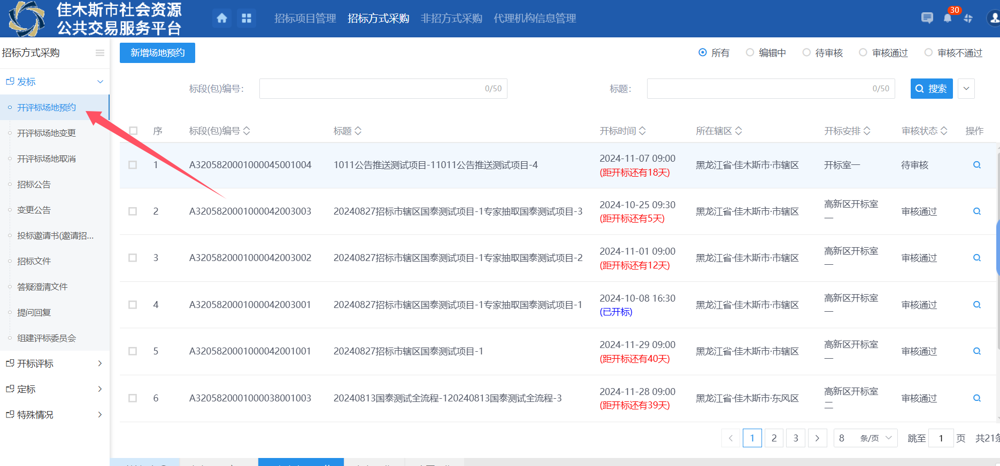 佳木斯市社会资源
公共交易服务平台
招标项目管理 招标方式采购 非招方式采购 代理机构信息管理
30
招标方式采购
新增场地预约
所有 编辑中 待审核 审核通过 审核不通过
发标
标段(包)编号： 0/50 标题： 0/50 搜索
开评标场地预约
开评标场地变更
开评标场地取消
招标公告
变更公告
投标邀请书(邀请招...
招标文件
答疑澄清文件
提问回复
组建评标委员会
开标评标
定标
特殊情况
序 标段(包)编号 标题 开标时间 所在辖区 开标安排 审核状态 操作
1 A3205820001000045001004 1011公告推送测试项目-11011公告推送测试项目-4 2024-11-07 09:00 黑龙江省·佳木斯市·市辖区 开标室一 待审核
(距开标还有18天)
2 A3205820001000042003003 20240827招标市辖区国泰测试项目-1专家抽取国泰测试项目-3 2024-10-25 09:30 黑龙江省·佳木斯市·市辖区 高新区开标室 审核通过
(距开标还有5天) 一
3 A3205820001000042003002 20240827招标市辖区国泰测试项目-1专家抽取国泰测试项目-2 2024-11-01 09:00 黑龙江省·佳木斯市·市辖区 高新区开标室 审核通过
(距开标还有12天) 一
4 A3205820001000042003001 20240827招标市辖区国泰测试项目-1专家抽取国泰测试项目-1 2024-10-08 16:30 黑龙江省·佳木斯市·市辖区 高新区开标室 审核通过
(已开标) 一
5 A3205820001000042001001 20240827招标市辖区国泰测试项目-1 2024-11-29 09:00 黑龙江省·佳木斯市·市辖区 高新区开标室 审核通过
(距开标还有40天) 一
6 A3205820001000038001003 20240813国泰测试全流程-120240813国泰测试全流程-3 2024-11-28 09:00 黑龙江省·佳木斯市·东风区 高新区开标室 审核通过
(距开标还有39天) 二
1 2 3 8 条/页 跳至 1 页 共21条